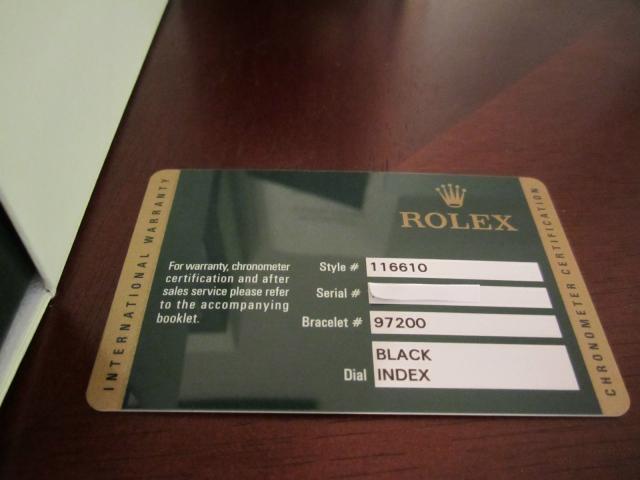 INTERNATIONAL WARRANTY
ROLEX
For warranty, chronometer
certification and after
sales service please refer
to the accompanying
booklet.
Style # 116610
Serial #
Bracelet # 97200
Dial BLACK
INDEX
CHRONOMETER CERTIFICATION